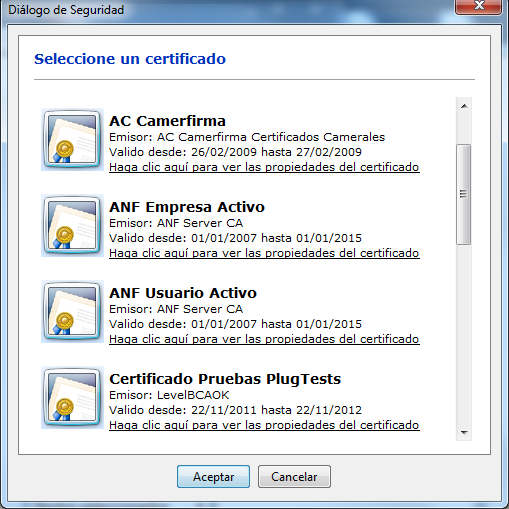 Diálogo de Seguridad
Seleccione un certificado
AC Camerfirma
Emisor: AC Camerfirma Certificados Camerales
Valido desde: 26/02/2009 hasta 27/02/2009
Haga clic aquí para ver las propiedades del certificado
ANF Empresa Activo
Emisor: ANF Server CA
Valido desde: 01/01/2007 hasta 01/01/2015
Haga clic aquí para ver las propiedades del certificado
ANF Usuario Activo
Emisor: ANF Server CA
Valido desde: 01/01/2007 hasta 01/01/2015
Haga clic aquí para ver las propiedades del certificado
Certificado Pruebas PlugTests
Emisor: LevelBCAOK
Valido desde: 22/11/2011 hasta 22/11/2012
Haga clic aquí para ver las propiedades del certificado
Aceptar Cancelar